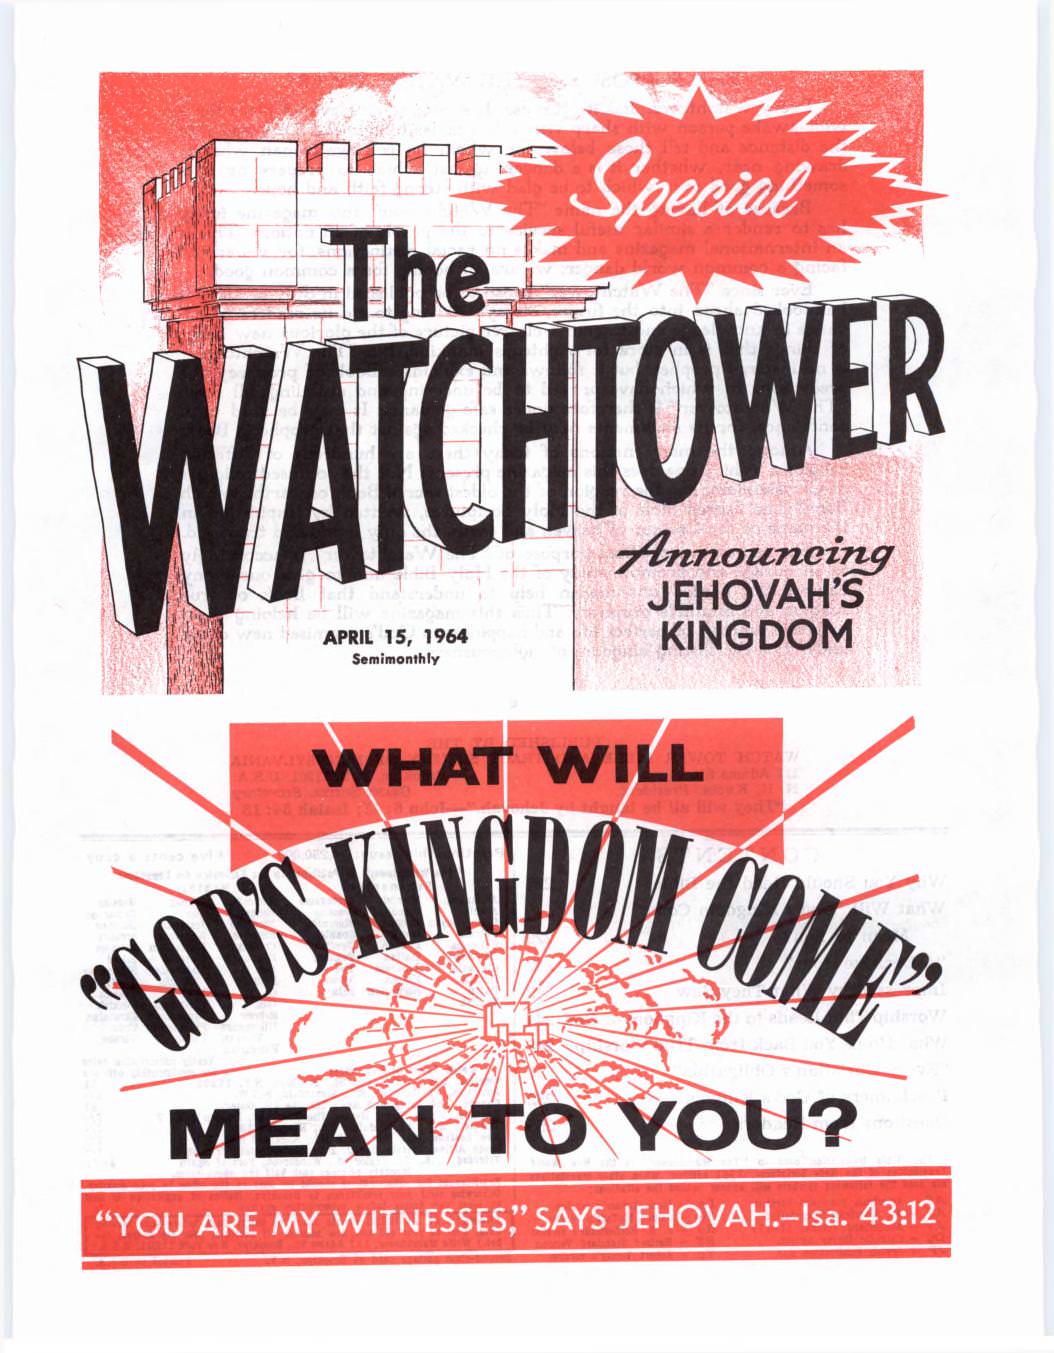 Special
The
WATCHTOWER
Announcing
JEHOVAH'S
KINGDOM
APRIL 15, 1964
Semimonthly
WHAT WILL
"GOD'S KINGDOM COME"
MEAN TO YOU?
"YOU ARE MY WITNESSES," SAYS JEHOVAH.—Isa. 43:12